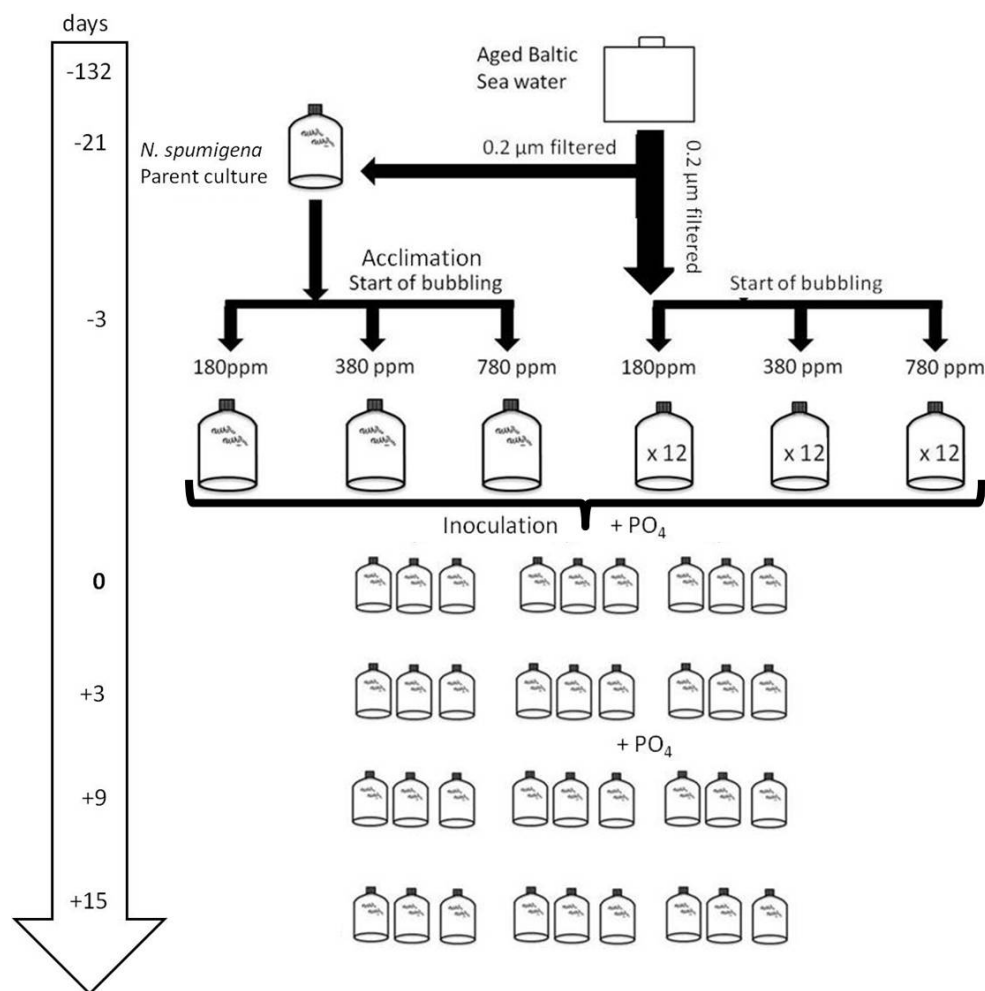 days
-132
-21
-3
0
+3
+9
+15
Aged Baltic
Sea water
N. spumigena
Parent culture
0.2 µm filtered
0.2 µm filtered
Acclimation
Start of bubbling
Start of bubbling
180ppm
380 ppm
780 ppm
180ppm
380 ppm
780 ppm
x 12
x 12
x 12
Inoculation
+ PO₄
+ PO₄